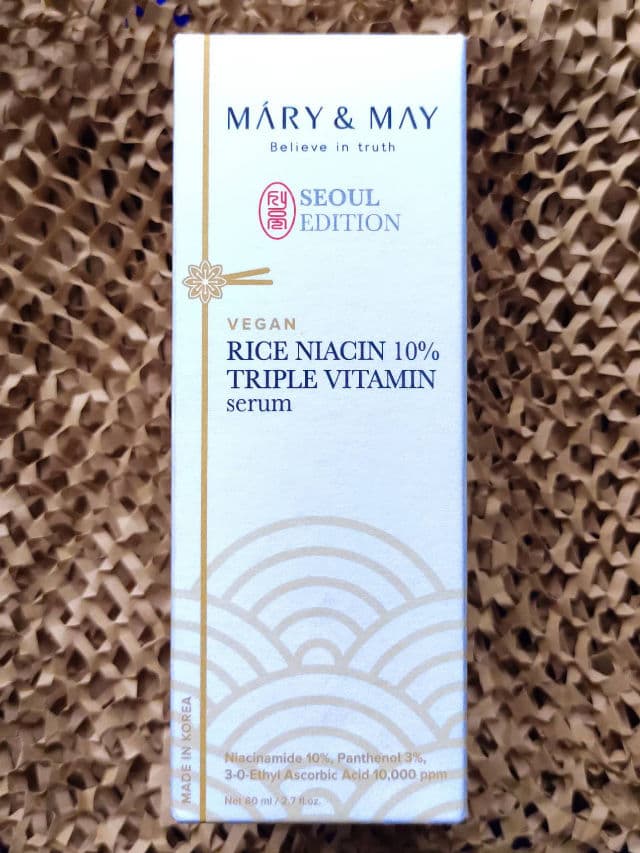 MÁRY & MAY
Believe in truth
SEOUL
EDITION
VEGAN
RICE NIACIN 10%
TRIPLE VITAMIN
serum
MADE IN KOREA
Niacinamide 10%, Panthenol 3%,
3-O-Ethyl Ascorbic Acid 10,000 ppm
Net 80 ml / 2.7 fl.oz.